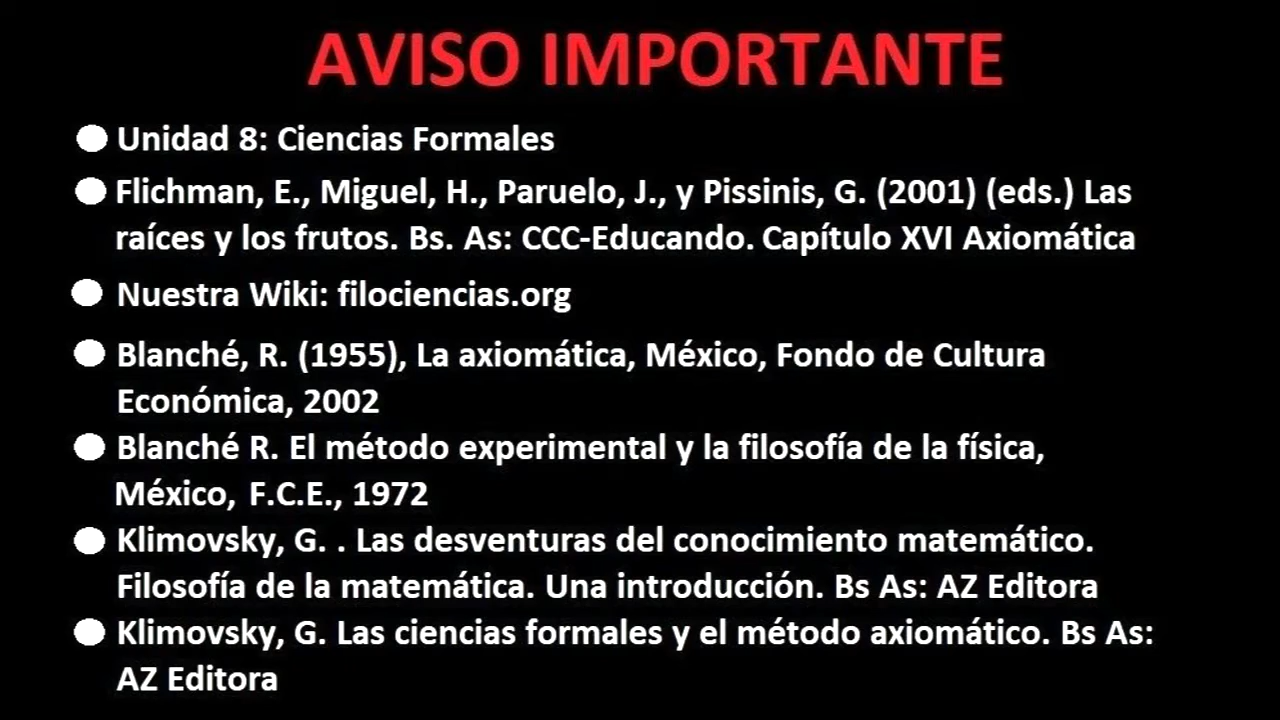 AVISO IMPORTANTE
Unidad 8: Ciencias Formales
Flichman, E., Miguel, H., Paruelo, J., y Pissinis, G. (2001) (eds.) Las
raíces y los frutos. Bs. As: CCC-Educando. Capítulo XVI Axiomática
Nuestra Wiki: filociencias.org
Blanché, R. (1955), La axiomática, México, Fondo de Cultura
Económica, 2002
Blanché R. El método experimental y la filosofía de la física,
México, F.C.E., 1972
Klimovsky, G. . Las desventuras del conocimiento matemático.
Filosofía de la matemática. Una introducción. Bs As: AZ Editora
Klimovsky, G. Las ciencias formales y el método axiomático. Bs As:
AZ Editora